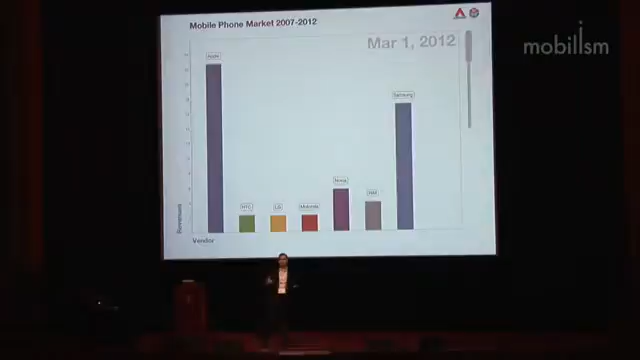 Mobile Phone Market 2007-2012
Mar 1, 2012
mobilism
Apple
Samsung
Nokia
RIM
HTC
LG
Motorola
Revenues
Vendor